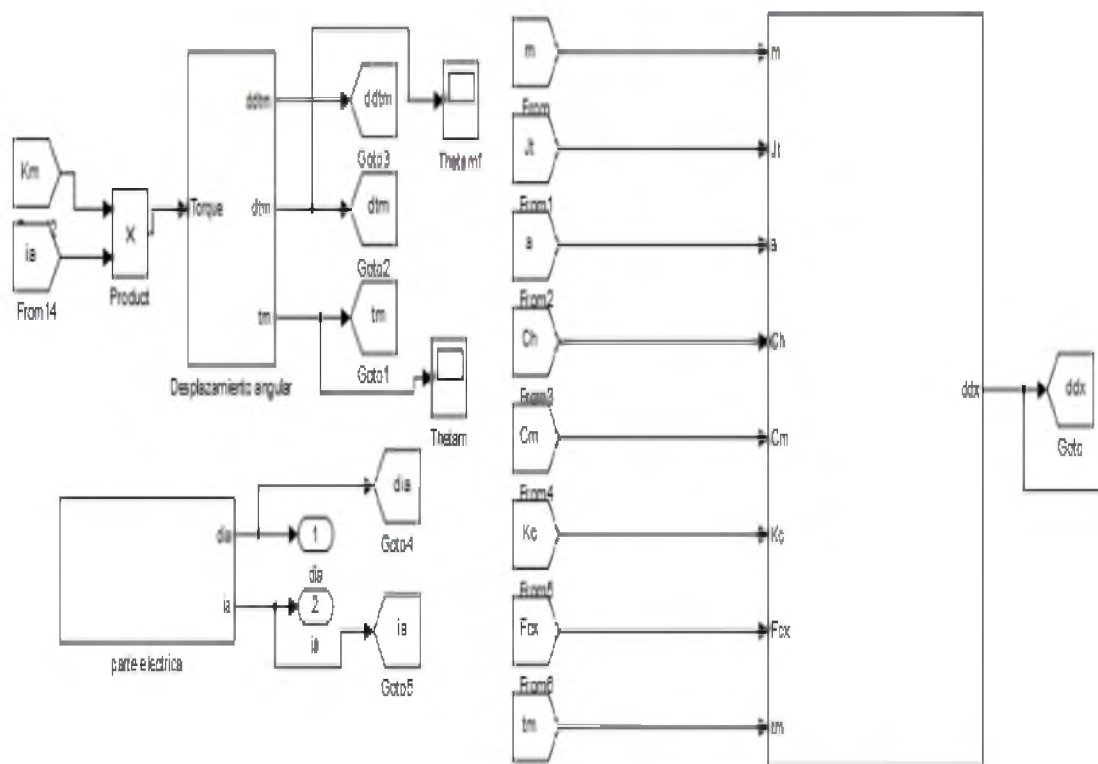 Km
ia
From14
×
Product
Torque
ddtm
dtm
tm
Desplazamiento angular
ddtm
Goto3
dtm
Goto2
tm
Goto1
Thetam1
Thetam
dia
ia
parte electrica
1
dia
2
ia
dia
Goto4
ia
Goto5
m
From
Jt
From1
a
From2
Ch
From3
Cm
From4
Kc
From5
Fcx
From6
tm
m
Jt
a
Ch
Cm
Kc
Fcx
tm
ddx
ddx
Goto